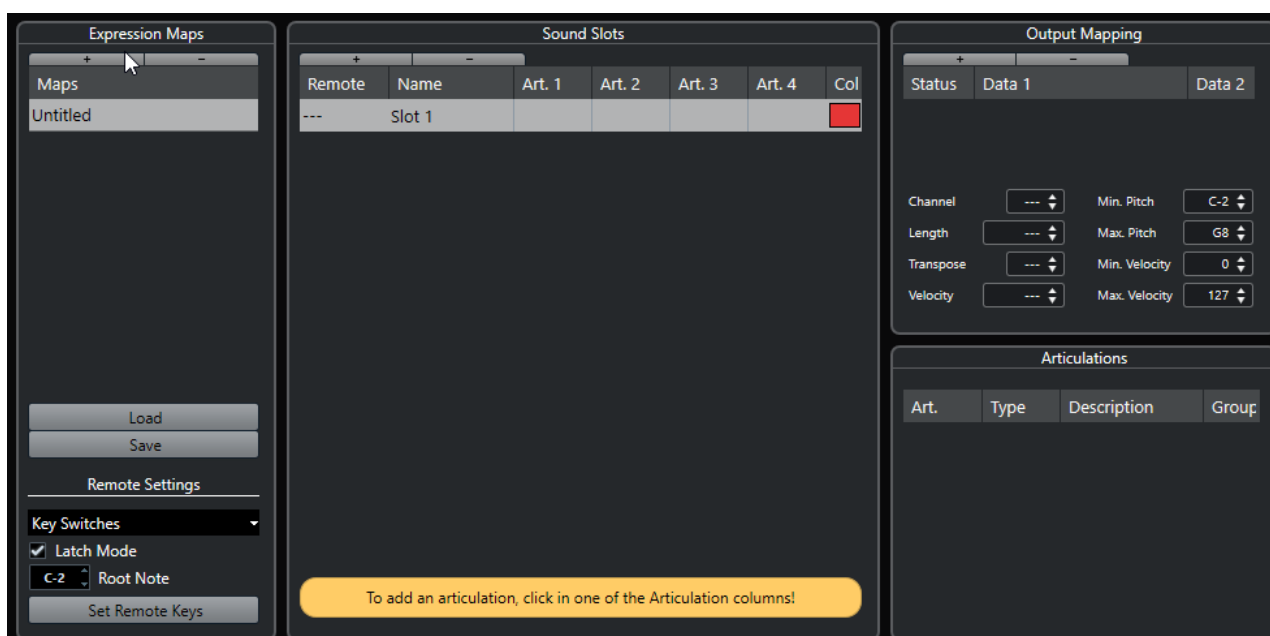 Expression Maps
+ -
Maps
Untitled
Load
Save
Remote Settings
Key Switches
Latch Mode
C-2 Root Note
Set Remote Keys
Sound Slots
+ -
Remote Name Art. 1 Art. 2 Art. 3 Art. 4 Col
--- Slot 1
To add an articulation, click in one of the Articulation columns!
Output Mapping
+ -
Status Data 1 Data 2
Channel --- Min. Pitch C-2
Length --- Max. Pitch G8
Transpose --- Min. Velocity 0
Velocity --- Max. Velocity 127
Articulations
Art. Type Description Group